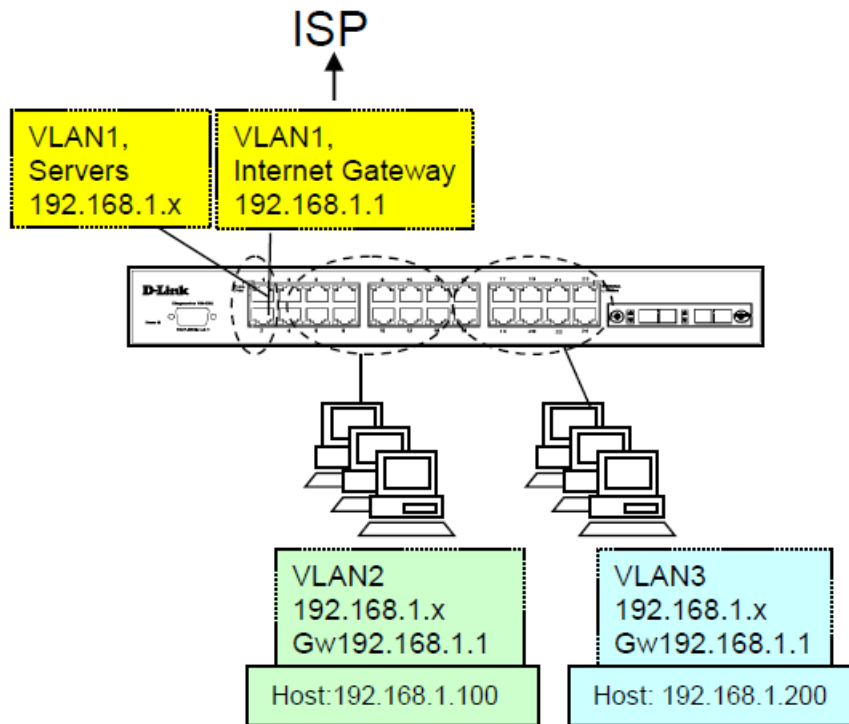 ISP
VLAN1,
Servers
192.168.1.x
VLAN1,
Internet Gateway
192.168.1.1
D-Link
VLAN2
192.168.1.x
Gw192.168.1.1
Host:192.168.1.100
VLAN3
192.168.1.x
Gw192.168.1.1
Host: 192.168.1.200